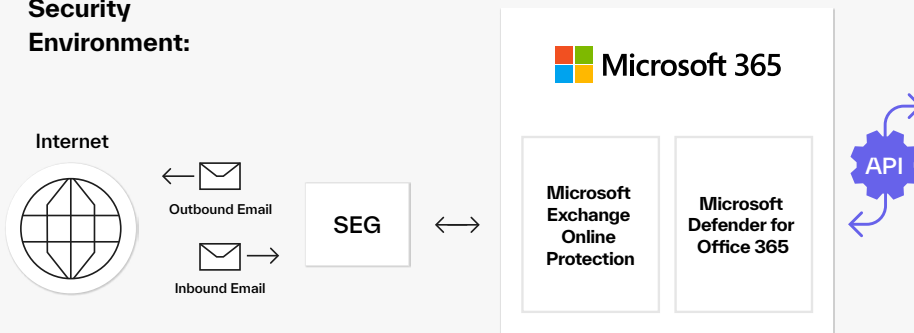 Security
Environment:
Microsoft 365
Internet
API
Outbound Email
SEG
Microsoft
Exchange
Online
Protection
Microsoft
Defender for
Office 365
Inbound Email